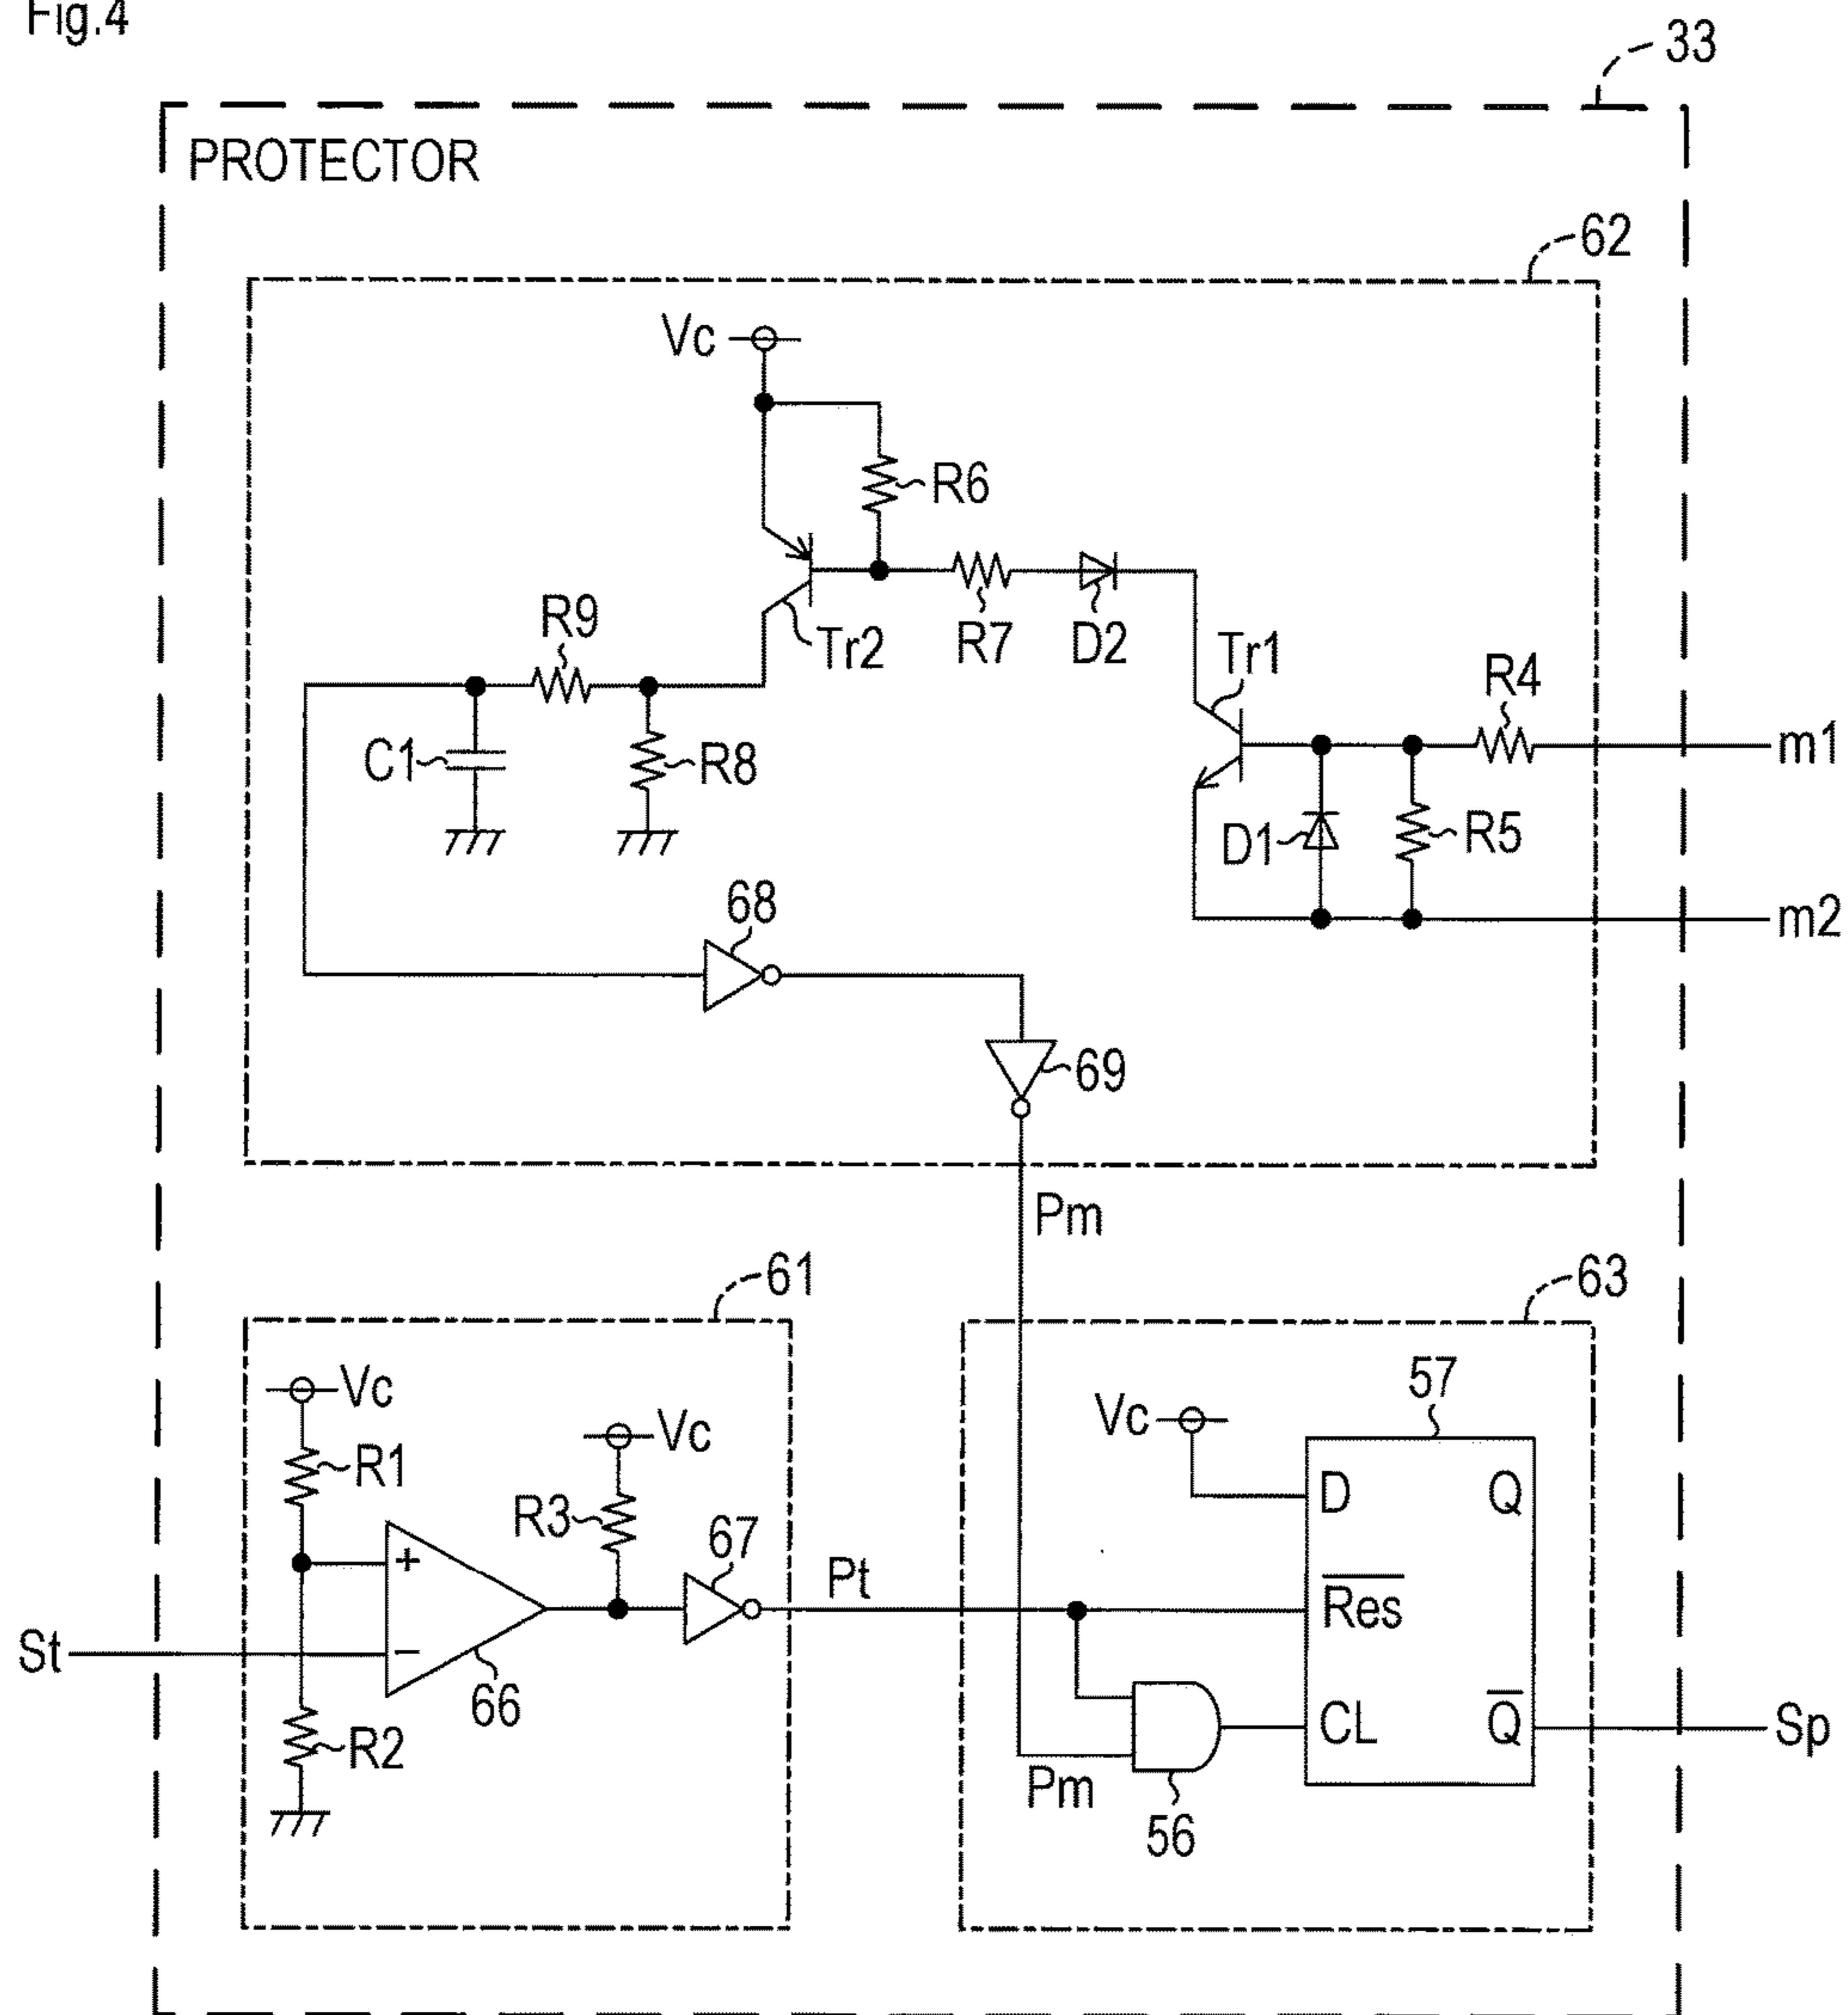 Fig.4
33
PROTECTOR
62
Vc
R6
R9
Tr2
R7
D2
Tr1
R4
m1
C1
R8
D1
R5
m2
68
69
Pm
61
63
Vc
Vc
57
Vc
R1
R3
67
D
Q
Pt
+
Res
St
−
66
CL
Q
Sp
R2
Pm
56